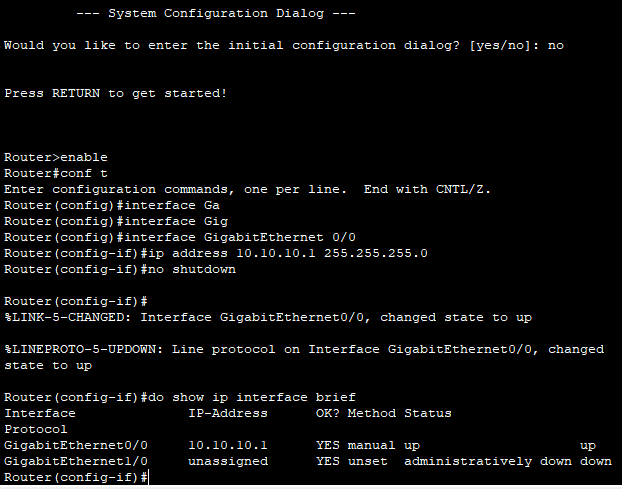 --- System Configuration Dialog ---
Would you like to enter the initial configuration dialog? [yes/no]: no
Press RETURN to get started!
Router>enable
Router#conf t
Enter configuration commands, one per line.  End with CNTL/Z.
Router(config)#interface Ga
Router(config)#interface Gig
Router(config)#interface GigabitEthernet 0/0
Router(config-if)#ip address 10.10.10.1 255.255.255.0
Router(config-if)#no shutdown
Router(config-if)#
%LINK-5-CHANGED: Interface GigabitEthernet0/0, changed state to up
%LINEPROTO-5-UPDOWN: Line protocol on Interface GigabitEthernet0/0, changed
state to up
Router(config-if)#do show ip interface brief
Interface              IP-Address      OK? Method Status
Protocol
GigabitEthernet0/0     10.10.10.1      YES manual up                    up
GigabitEthernet1/0     unassigned      YES unset  administratively down down
Router(config-if)#